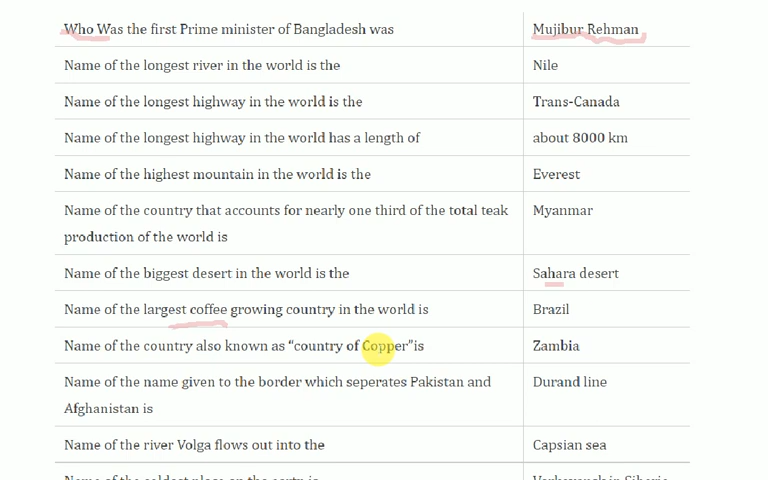 Who Was the first Prime minister of Bangladesh was Mujibur Rehman
Name of the longest river in the world is the Nile
Name of the longest highway in the world is the Trans-Canada
Name of the longest highway in the world has a length of about 8000 km
Name of the highest mountain in the world is the Everest
Name of the country that accounts for nearly one third of the total teak Myanmar
production of the world is
Name of the biggest desert in the world is the Sahara desert
Name of the largest coffee growing country in the world is Brazil
Name of the country also known as “country of Copper”is Zambia
Name of the name given to the border which seperates Pakistan and Durand line
Afghanistan is
Name of the river Volga flows out into the Capsian sea